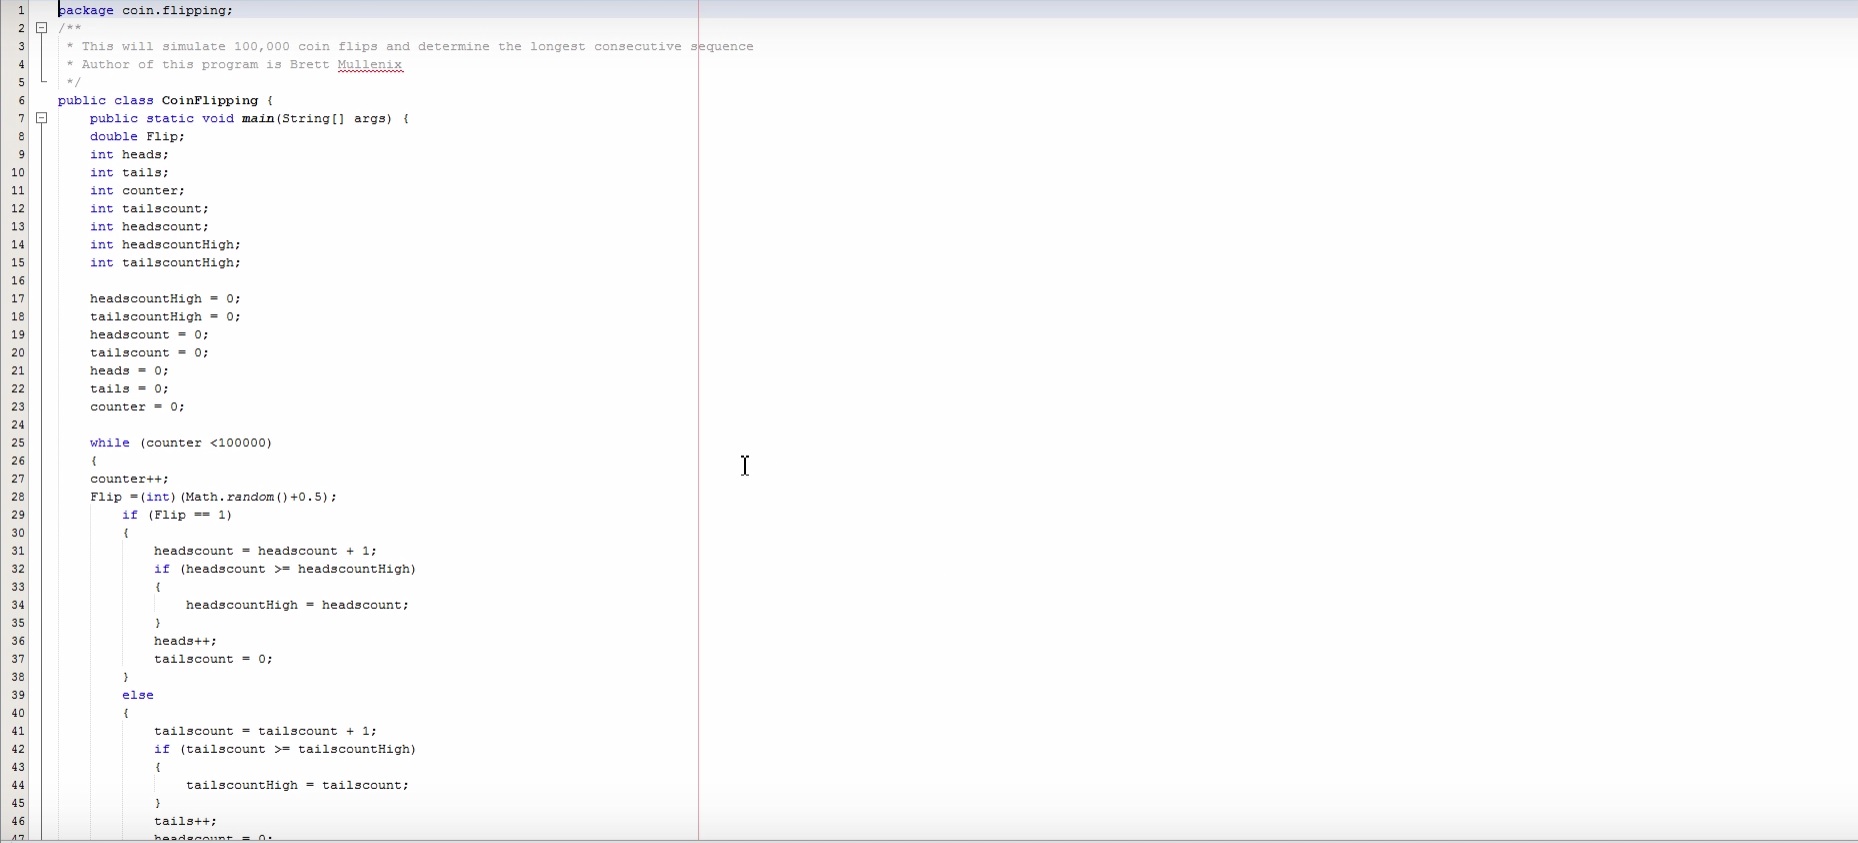 1 package coin.flipping;
2 /**
3 * This will simulate 100,000 coin flips and determine the longest consecutive sequence
4 * Author of this program is Brett Mullenix
5 */
6 public class CoinFlipping {
7 public static void main(String[] args) {
8 double Flip;
9 int heads;
10 int tails;
11 int counter;
12 int tailscount;
13 int headscount;
14 int headscountHigh;
15 int tailscountHigh;
16
17 headscountHigh = 0;
18 tailscountHigh = 0;
19 headscount = 0;
20 tailscount = 0;
21 heads = 0;
22 tails = 0;
23 counter = 0;
24
25 while (counter <100000)
26 {
27 counter++;
28 Flip =(int)(Math.random()+0.5);
29 if (Flip == 1)
30 {
31 headscount = headscount + 1;
32 if (headscount >= headscountHigh)
33 {
34 headscountHigh = headscount;
35 }
36 heads++;
37 tailscount = 0;
38 }
39 else
40 {
41 tailscount = tailscount + 1;
42 if (tailscount >= tailscountHigh)
43 {
44 tailscountHigh = tailscount;
45 }
46 tails++;
47 headscount = 0;